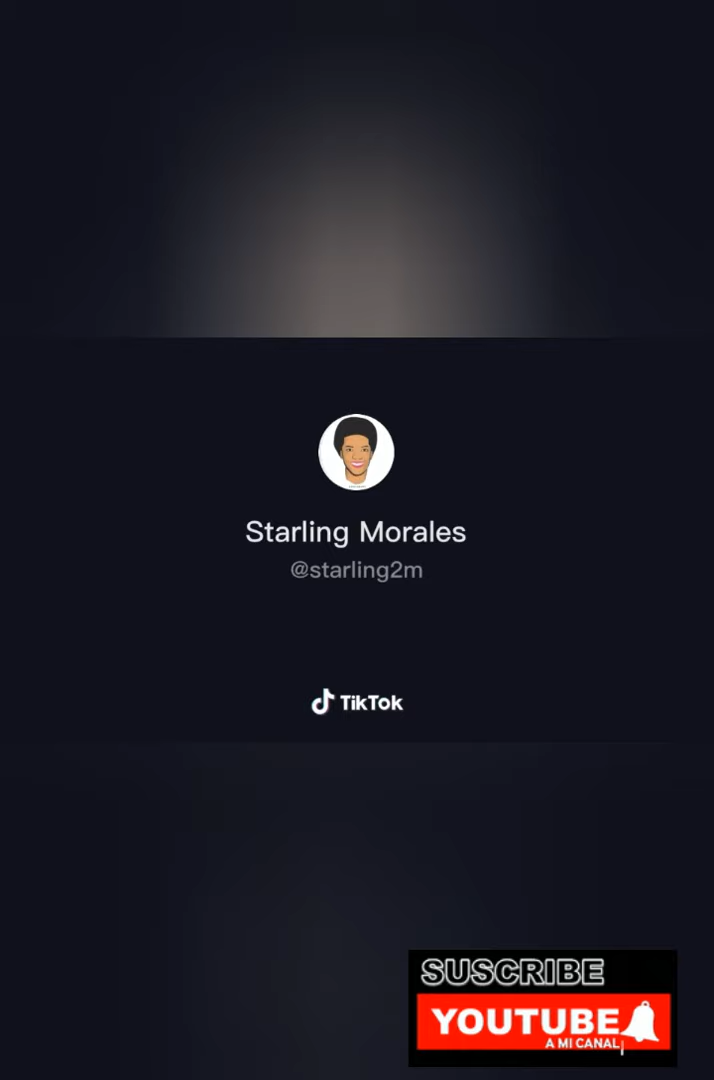 Starling Morales
@starling2m
TikTok
SUSCRIBE
YOUTUBE
A MI CANAL